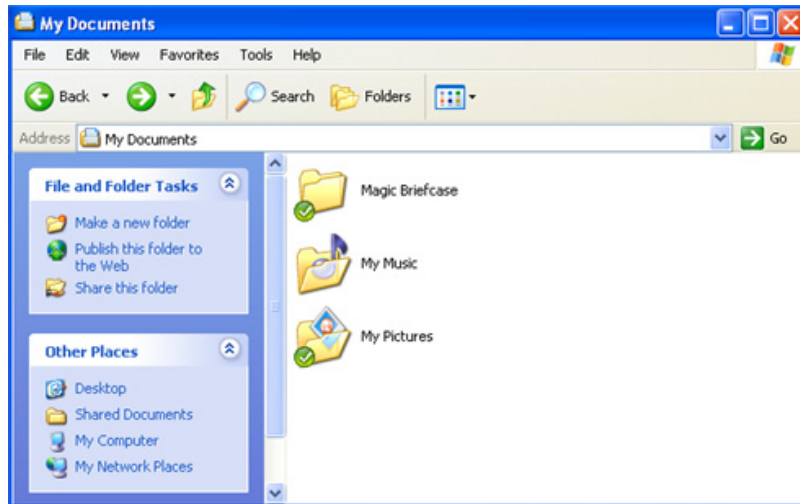 My Documents
File Edit View Favorites Tools Help
Back Search Folders
Address My Documents Go
File and Folder Tasks
Make a new folder
Publish this folder to
the Web
Share this folder
Other Places
Desktop
Shared Documents
My Computer
My Network Places
Magic Briefcase
My Music
My Pictures